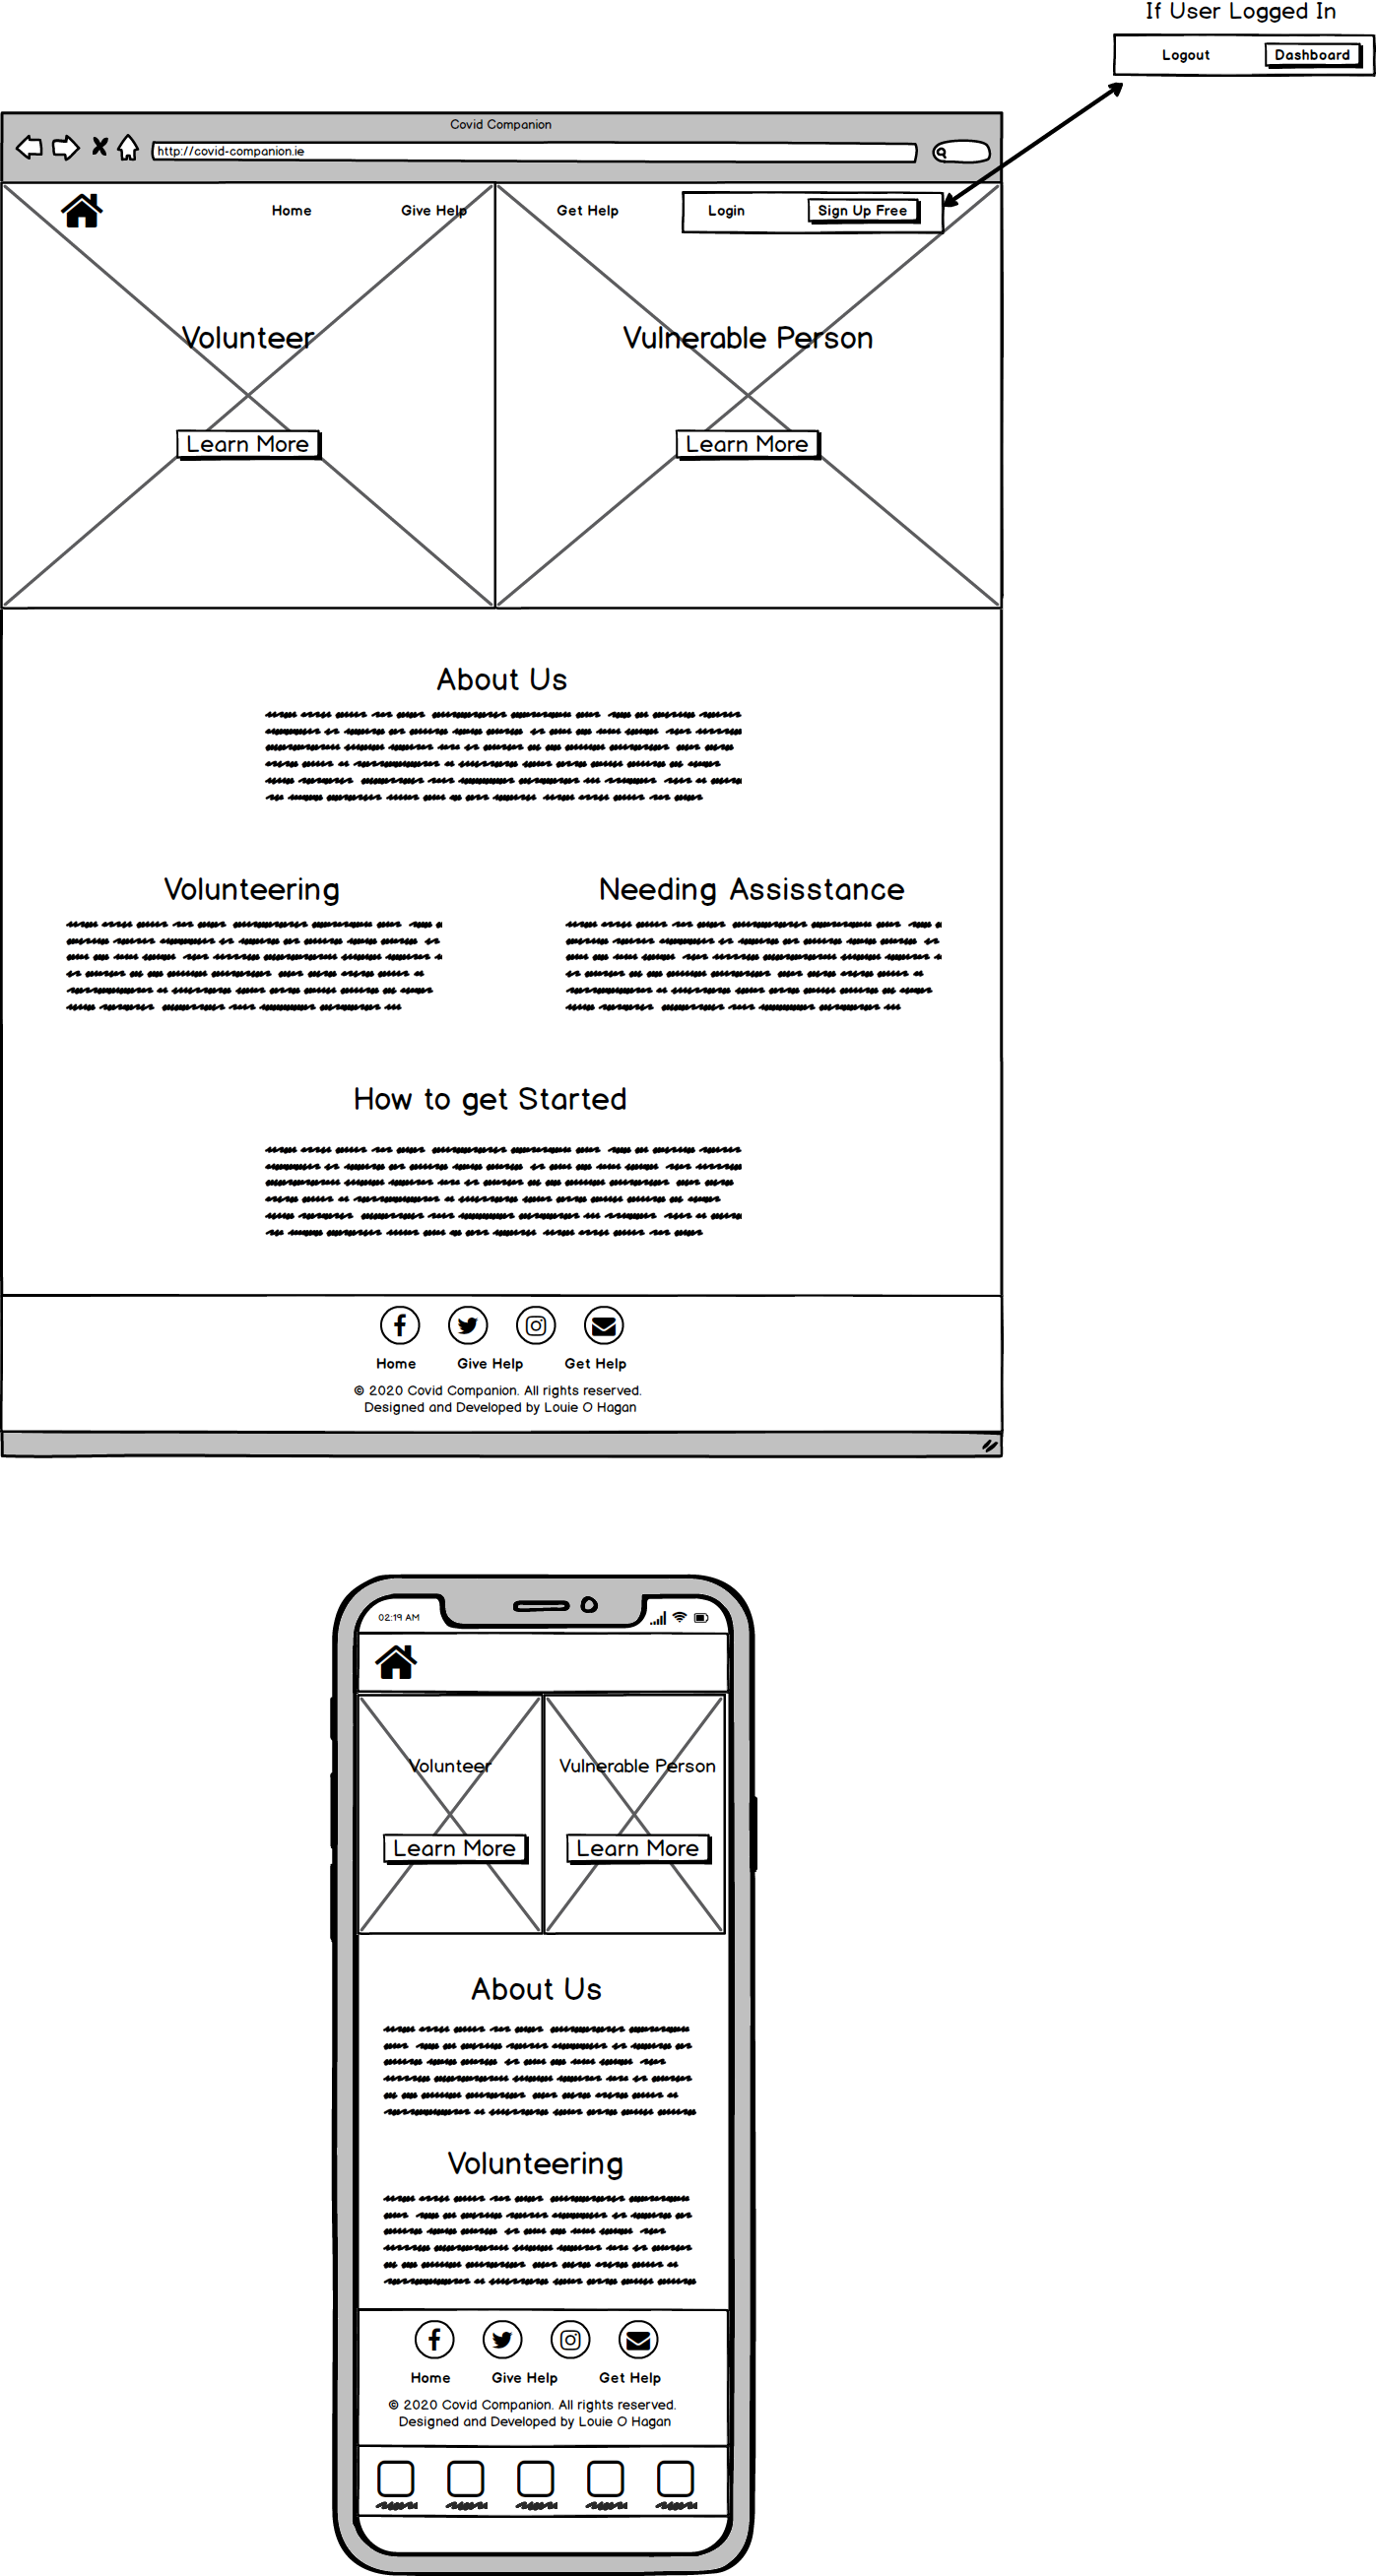 If User Logged In
Logout Dashboard
Covid Companion
http://covid-companion.ie
Home Give Help Get Help Login Sign Up Free
Volunteer Vulnerable Person
Learn More Learn More
About Us
Volunteering Needing Assisstance
How to get Started
Home Give Help Get Help
© 2020 Covid Companion. All rights reserved.
Designed and Developed by Louie O Hagan
02:19 AM
Volunteer Vulnerable Person
Learn More Learn More
About Us
Volunteering
Home Give Help Get Help
© 2020 Covid Companion. All rights reserved.
Designed and Developed by Louie O Hagan